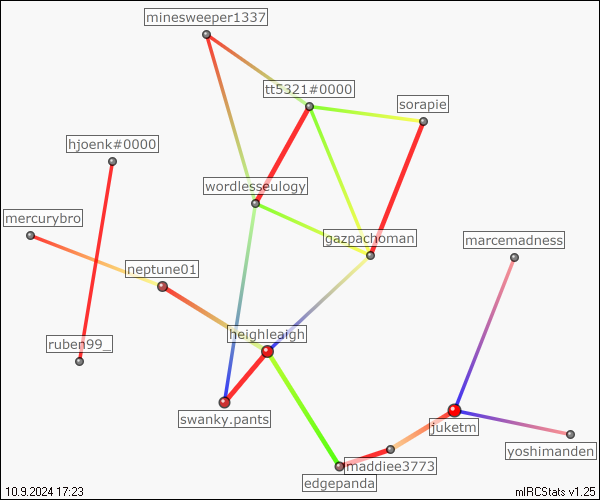 minesweeper1337
tt5321#0000
sorapie
hjoenk#0000
wordlesseulogy
mercurybro
gazpachoman
marcemadness
neptune01
heighleaigh
ruben99_
swanky.pants
juketm
yoshimanden
maddiee3773
edgepanda
10.9.2024 17:23
mIRCStats v1.25